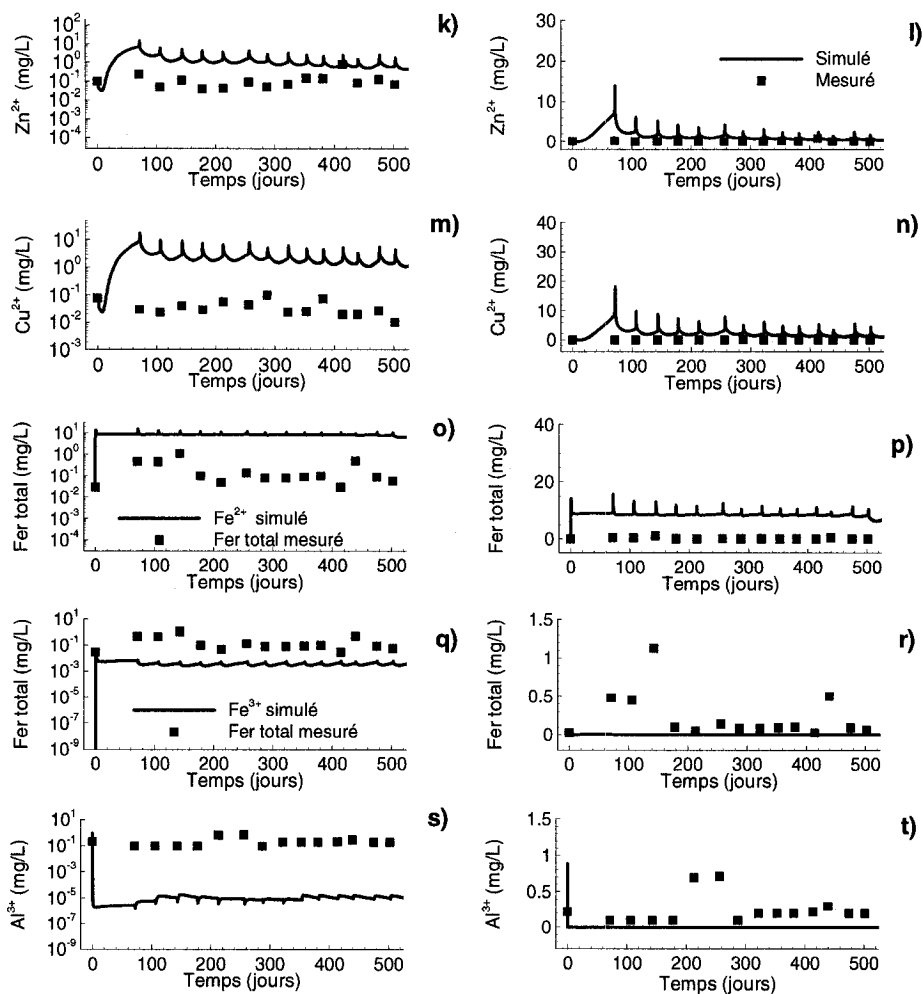 k)
Zn²⁺ (mg/L)
10²
10¹
10⁰
10⁻¹
10⁻²
10⁻³
10⁻⁴
0 100 200 300 400 500
Temps (jours)
l)
Zn²⁺ (mg/L)
30
20
10
0
Simulé
Mesuré
0 100 200 300 400 500
Temps (jours)
m)
Cu²⁺ (mg/L)
10¹
10⁰
10⁻¹
10⁻²
10⁻³
0 100 200 300 400 500
Temps (jours)
n)
Cu²⁺ (mg/L)
40
30
20
10
0
0 100 200 300 400 500
Temps (jours)
o)
Fer total (mg/L)
10¹
10⁰
10⁻¹
10⁻²
10⁻³
10⁻⁴
Fe²⁺ simulé
Fer total mesuré
0 100 200 300 400 500
Temps (jours)
p)
Fer total (mg/L)
40
20
0
0 100 200 300 400 500
Temps (jours)
q)
Fer total (mg/L)
10¹
10⁻¹
10⁻³
10⁻⁵
10⁻⁷
10⁻⁹
Fe³⁺ simulé
Fer total mesuré
0 100 200 300 400 500
Temps (jours)
r)
Fer total (mg/L)
1.5
1
0.5
0
0 100 200 300 400 500
Temps (jours)
s)
Al³⁺ (mg/L)
10¹
10⁻¹
10⁻³
10⁻⁵
10⁻⁷
10⁻⁹
0 100 200 300 400 500
Temps (jours)
t)
Al³⁺ (mg/L)
1.5
1
0.5
0
0 100 200 300 400 500
Temps (jours)